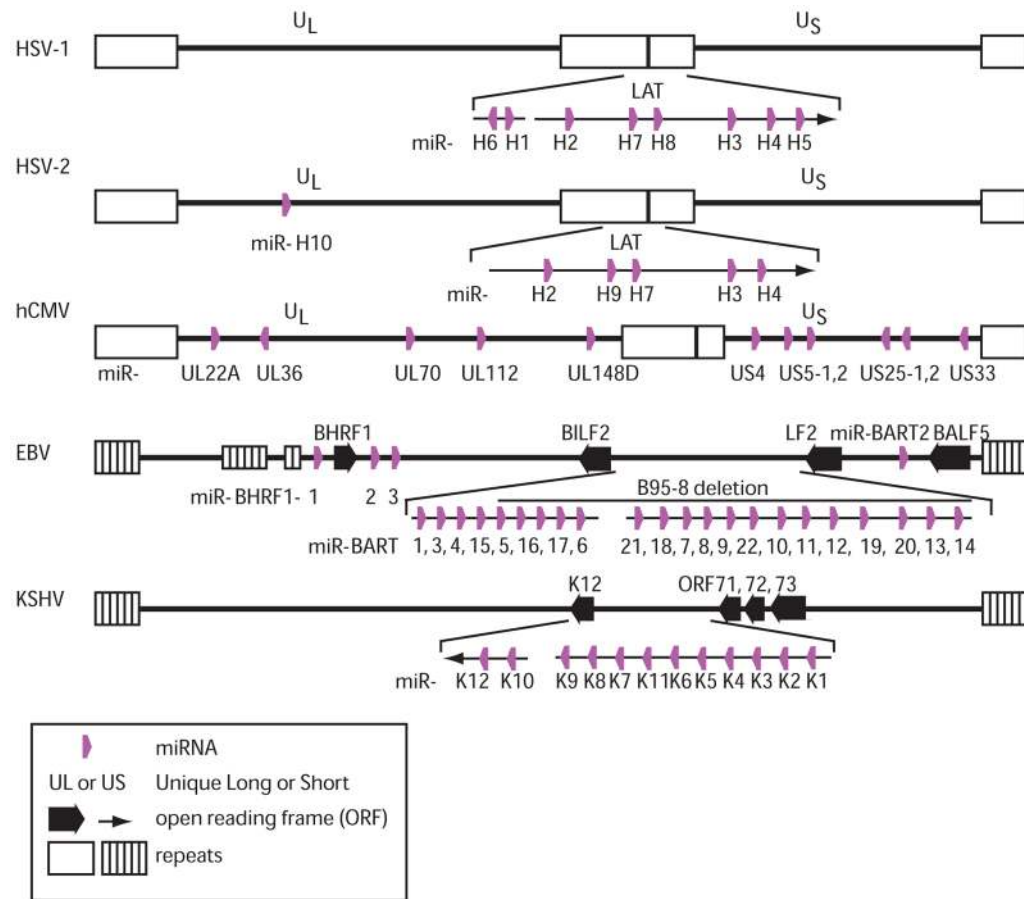 UL US
HSV-1
LAT
miR- H6 H1 H2 H7 H8 H3 H4 H5
HSV-2
UL US
miR- H10
LAT
miR- H2 H9 H7 H3 H4
hCMV
UL US
miR- UL22A UL36 UL70 UL112 UL148D US4 US5-1,2 US25-1,2 US33
EBV
BHRF1 BILF2 LF2 miR-BART2 BALF5
miR- BHRF1- 1 2 3
B95-8 deletion
miR-BART 1, 3, 4, 15, 5, 16, 17, 6 21, 18, 7, 8, 9, 22, 10, 11, 12, 19, 20, 13, 14
KSHV
K12 ORF71, 72, 73
miR- K12 K10 K9 K8 K7 K11 K6 K5 K4 K3 K2 K1
miRNA
UL or US Unique Long or Short
open reading frame (ORF)
repeats